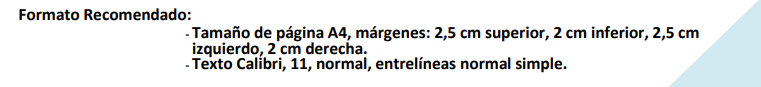 Formato Recomendado:
- Tamaño de página A4, márgenes: 2,5 cm superior, 2 cm inferior, 2,5 cm
izquierdo, 2 cm derecha.
- Texto Calibri, 11, normal, entrelíneas normal simple.